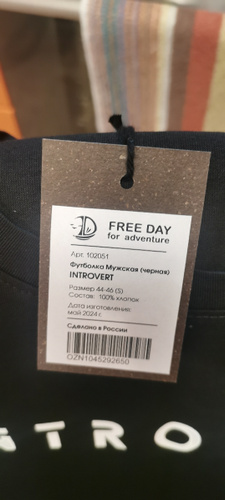 FREE DAY
for adventure
Арт. 102051
Футболка Мужская (черная)
INTROVERT
Размер 44-46 (S)
Состав: 100% хлопок
Дата изготовления
май 2024 г.
Сделано в России
OZN1045292650
TRO